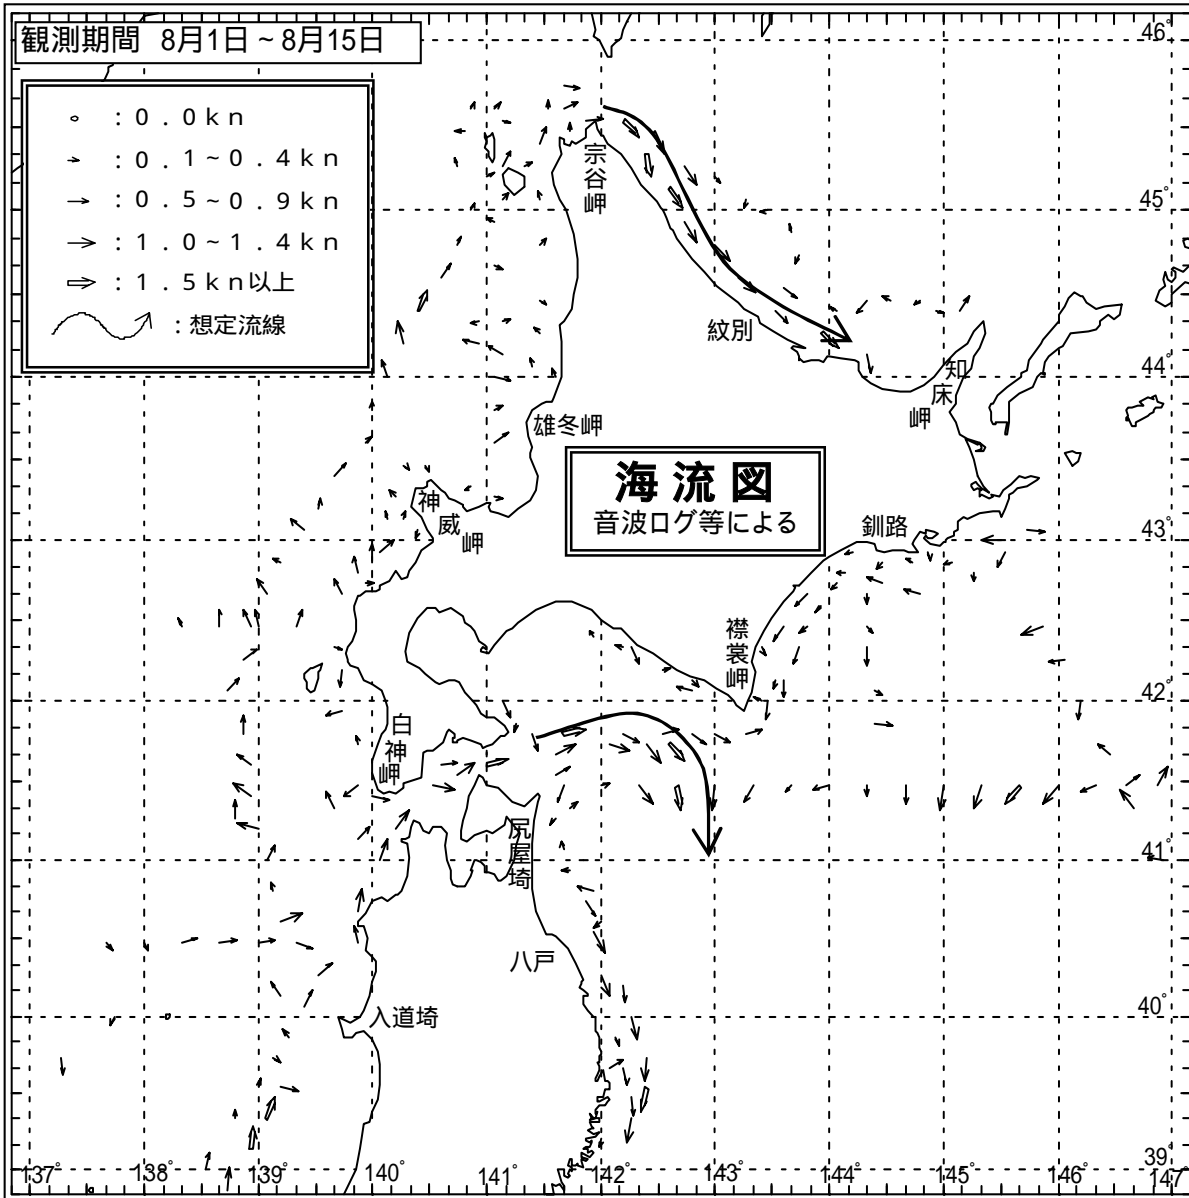 観測期間 8月1日~8月15日
:0.0kn
:0.1~0.4kn
:0.5~0.9kn
:1.0~1.4kn
:1.5kn以上
:想定流線
46°
宗谷岬
45°
紋別
44°
知床岬
雄冬岬
海流図
音波ログ等による
神威岬
釧路
43°
襟裳岬
42°
白神岬
尻屋埼
41°
八戸
40°
入道埼
39°
137°
138°
139°
140°
141°
142°
143°
144°
145°
146°
147°